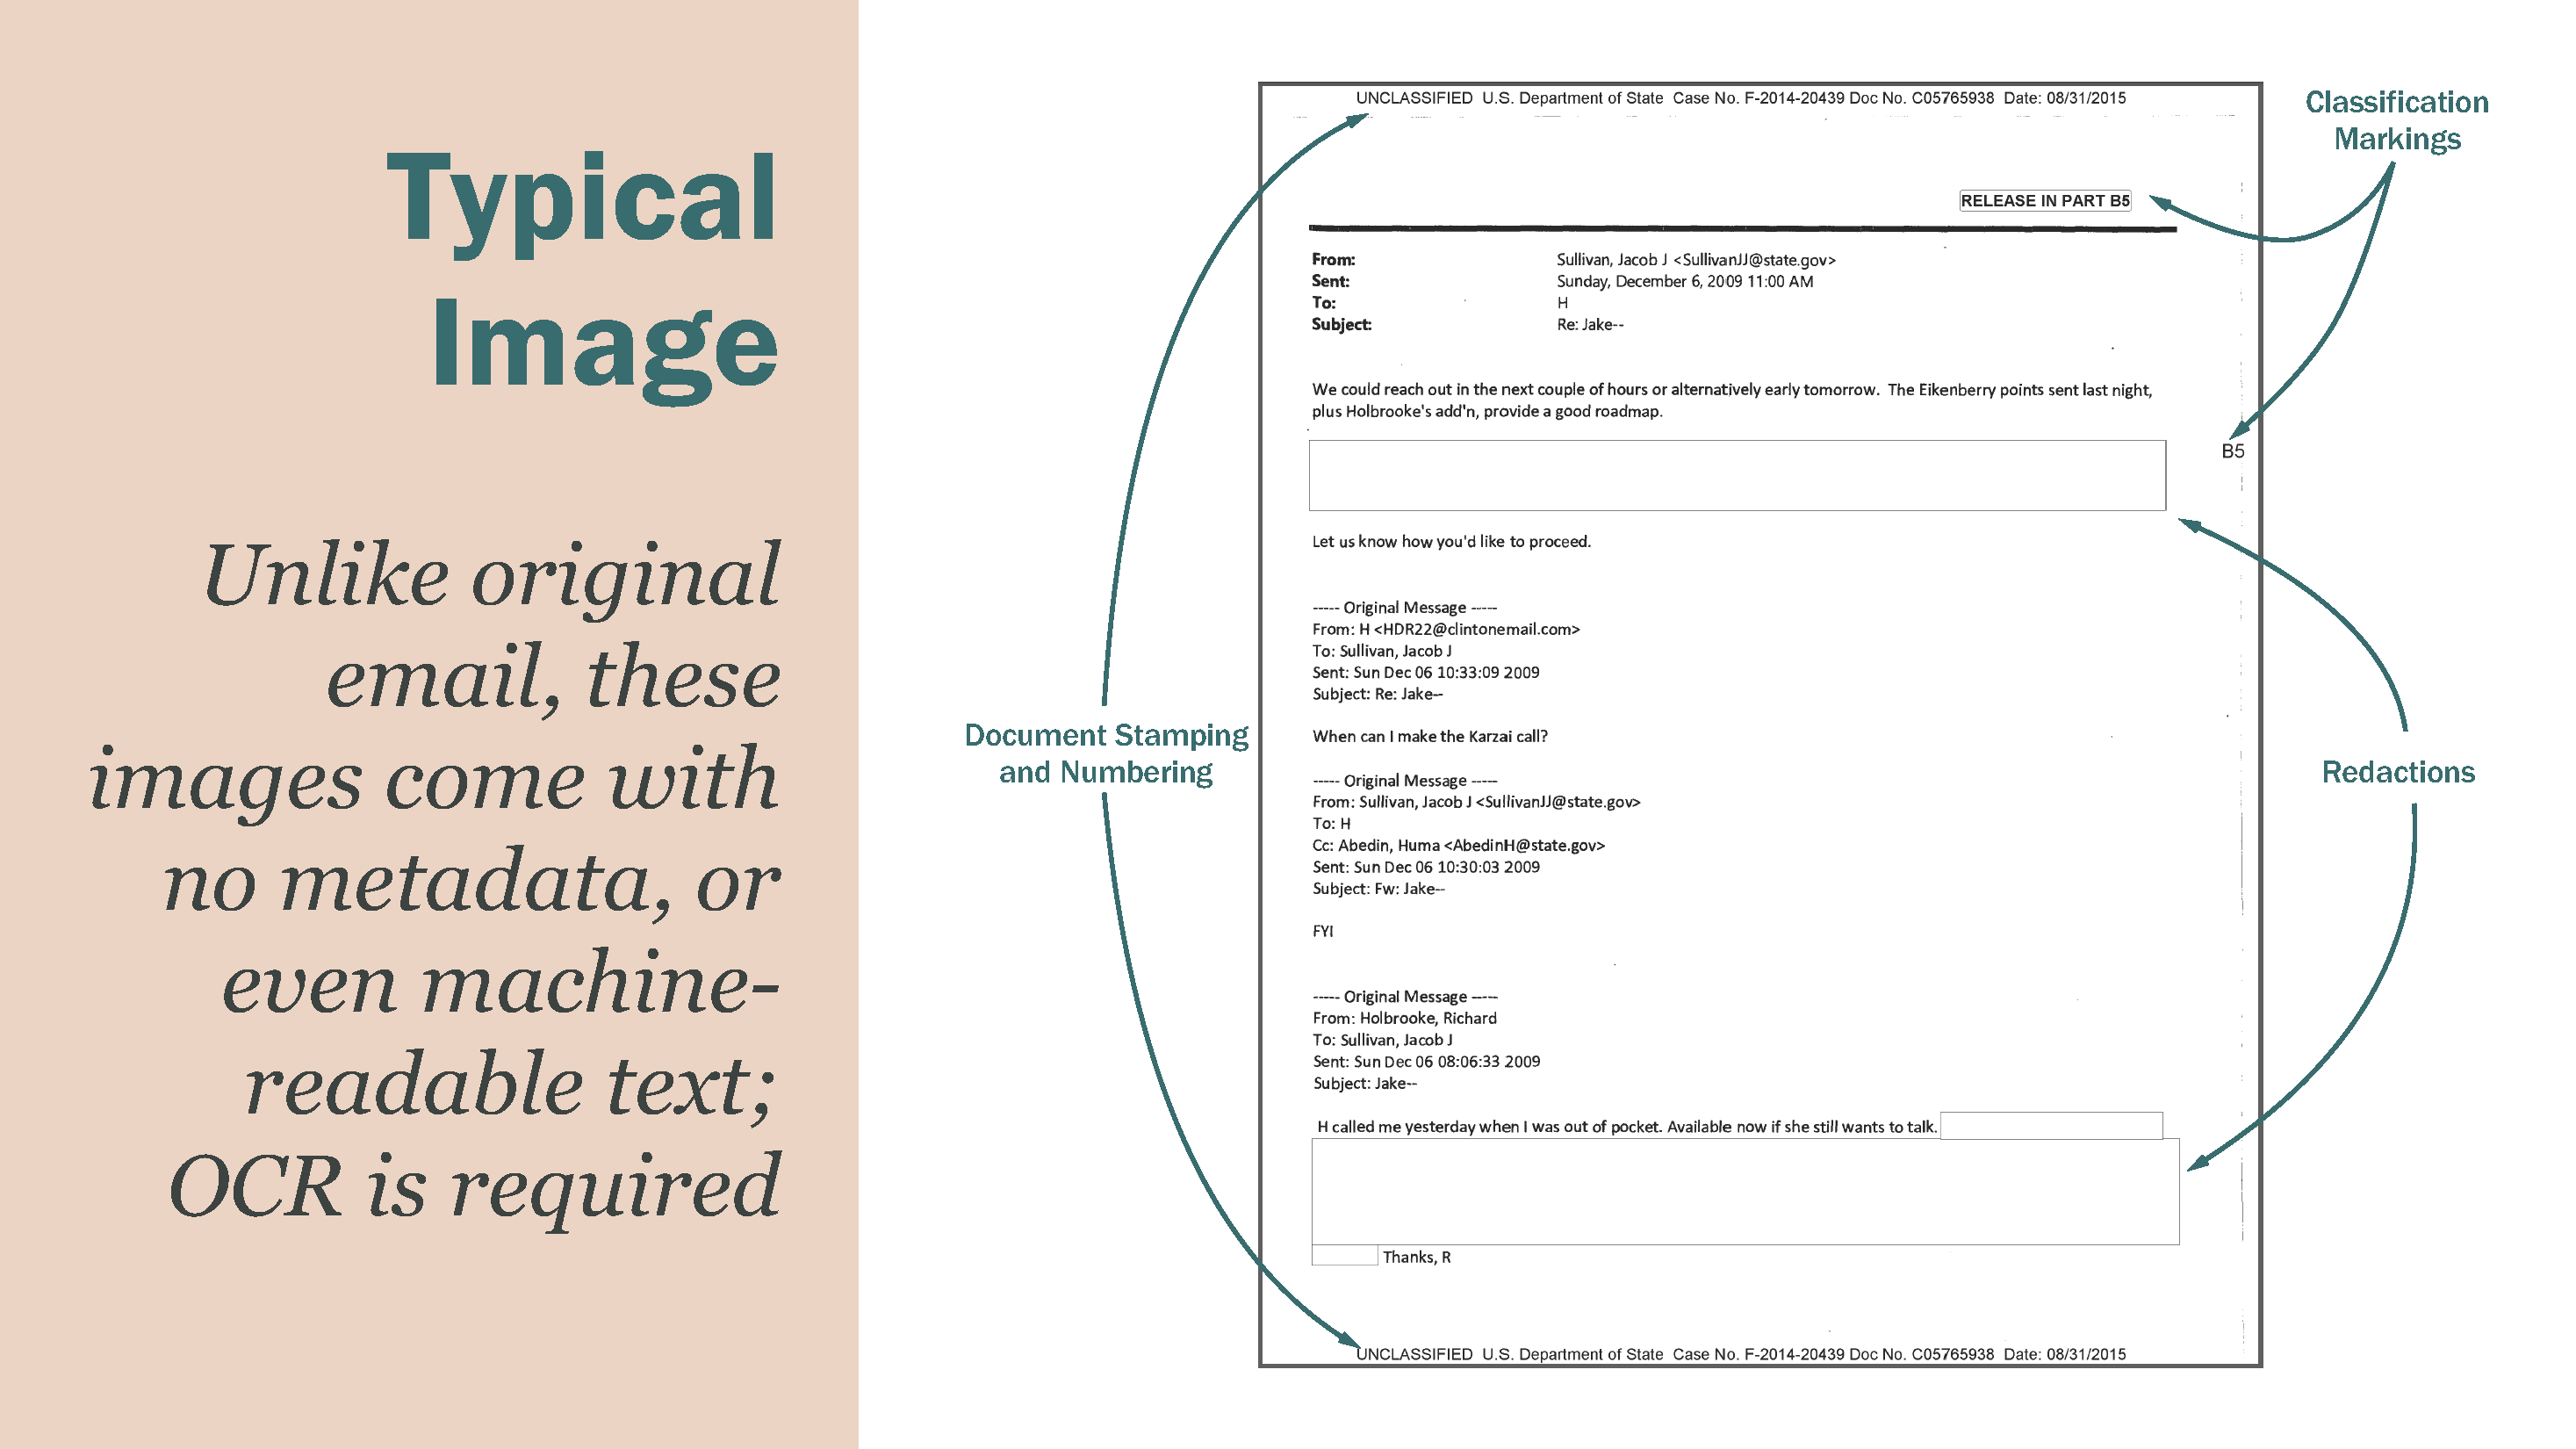 Typical
Image
Unlike original
email, these
images come with
no metadata, or
even machine-
readable text;
OCR is required
Document Stamping
and Numbering
UNCLASSIFIED U.S. Department of State Case No. F-2014-20439 Doc No. C05765938 Date: 08/31/2015
Classification
Markings
RELEASE IN PART B5
From: Sullivan, Jacob J <SullivanJJ@state.gov>
Sent: Sunday, December 6, 2009 11:00 AM
To: H
Subject: Re: Jake--
We could reach out in the next couple of hours or alternatively early tomorrow. The Eikenberry points sent last night,
plus Holbrooke's add'n, provide a good roadmap.
B5
Let us know how you'd like to proceed.
----- Original Message -----
From: H <HDR22@clintonemail.com>
To: Sullivan, Jacob J
Sent: Sun Dec 06 10:33:09 2009
Subject: Re: Jake--
When can I make the Karzai call?
----- Original Message -----
From: Sullivan, Jacob J <SullivanJJ@state.gov>
To: H
Cc: Abedin, Huma <AbedinH@state.gov>
Sent: Sun Dec 06 10:30:03 2009
Subject: Fw: Jake--
FYI
----- Original Message -----
From: Holbrooke, Richard
To: Sullivan, Jacob J
Sent: Sun Dec 06 08:06:33 2009
Subject: Jake--
H called me yesterday when I was out of pocket. Available now if she still wants to talk.
Thanks, R
UNCLASSIFIED U.S. Department of State Case No. F-2014-20439 Doc No. C05765938 Date: 08/31/2015
Redactions